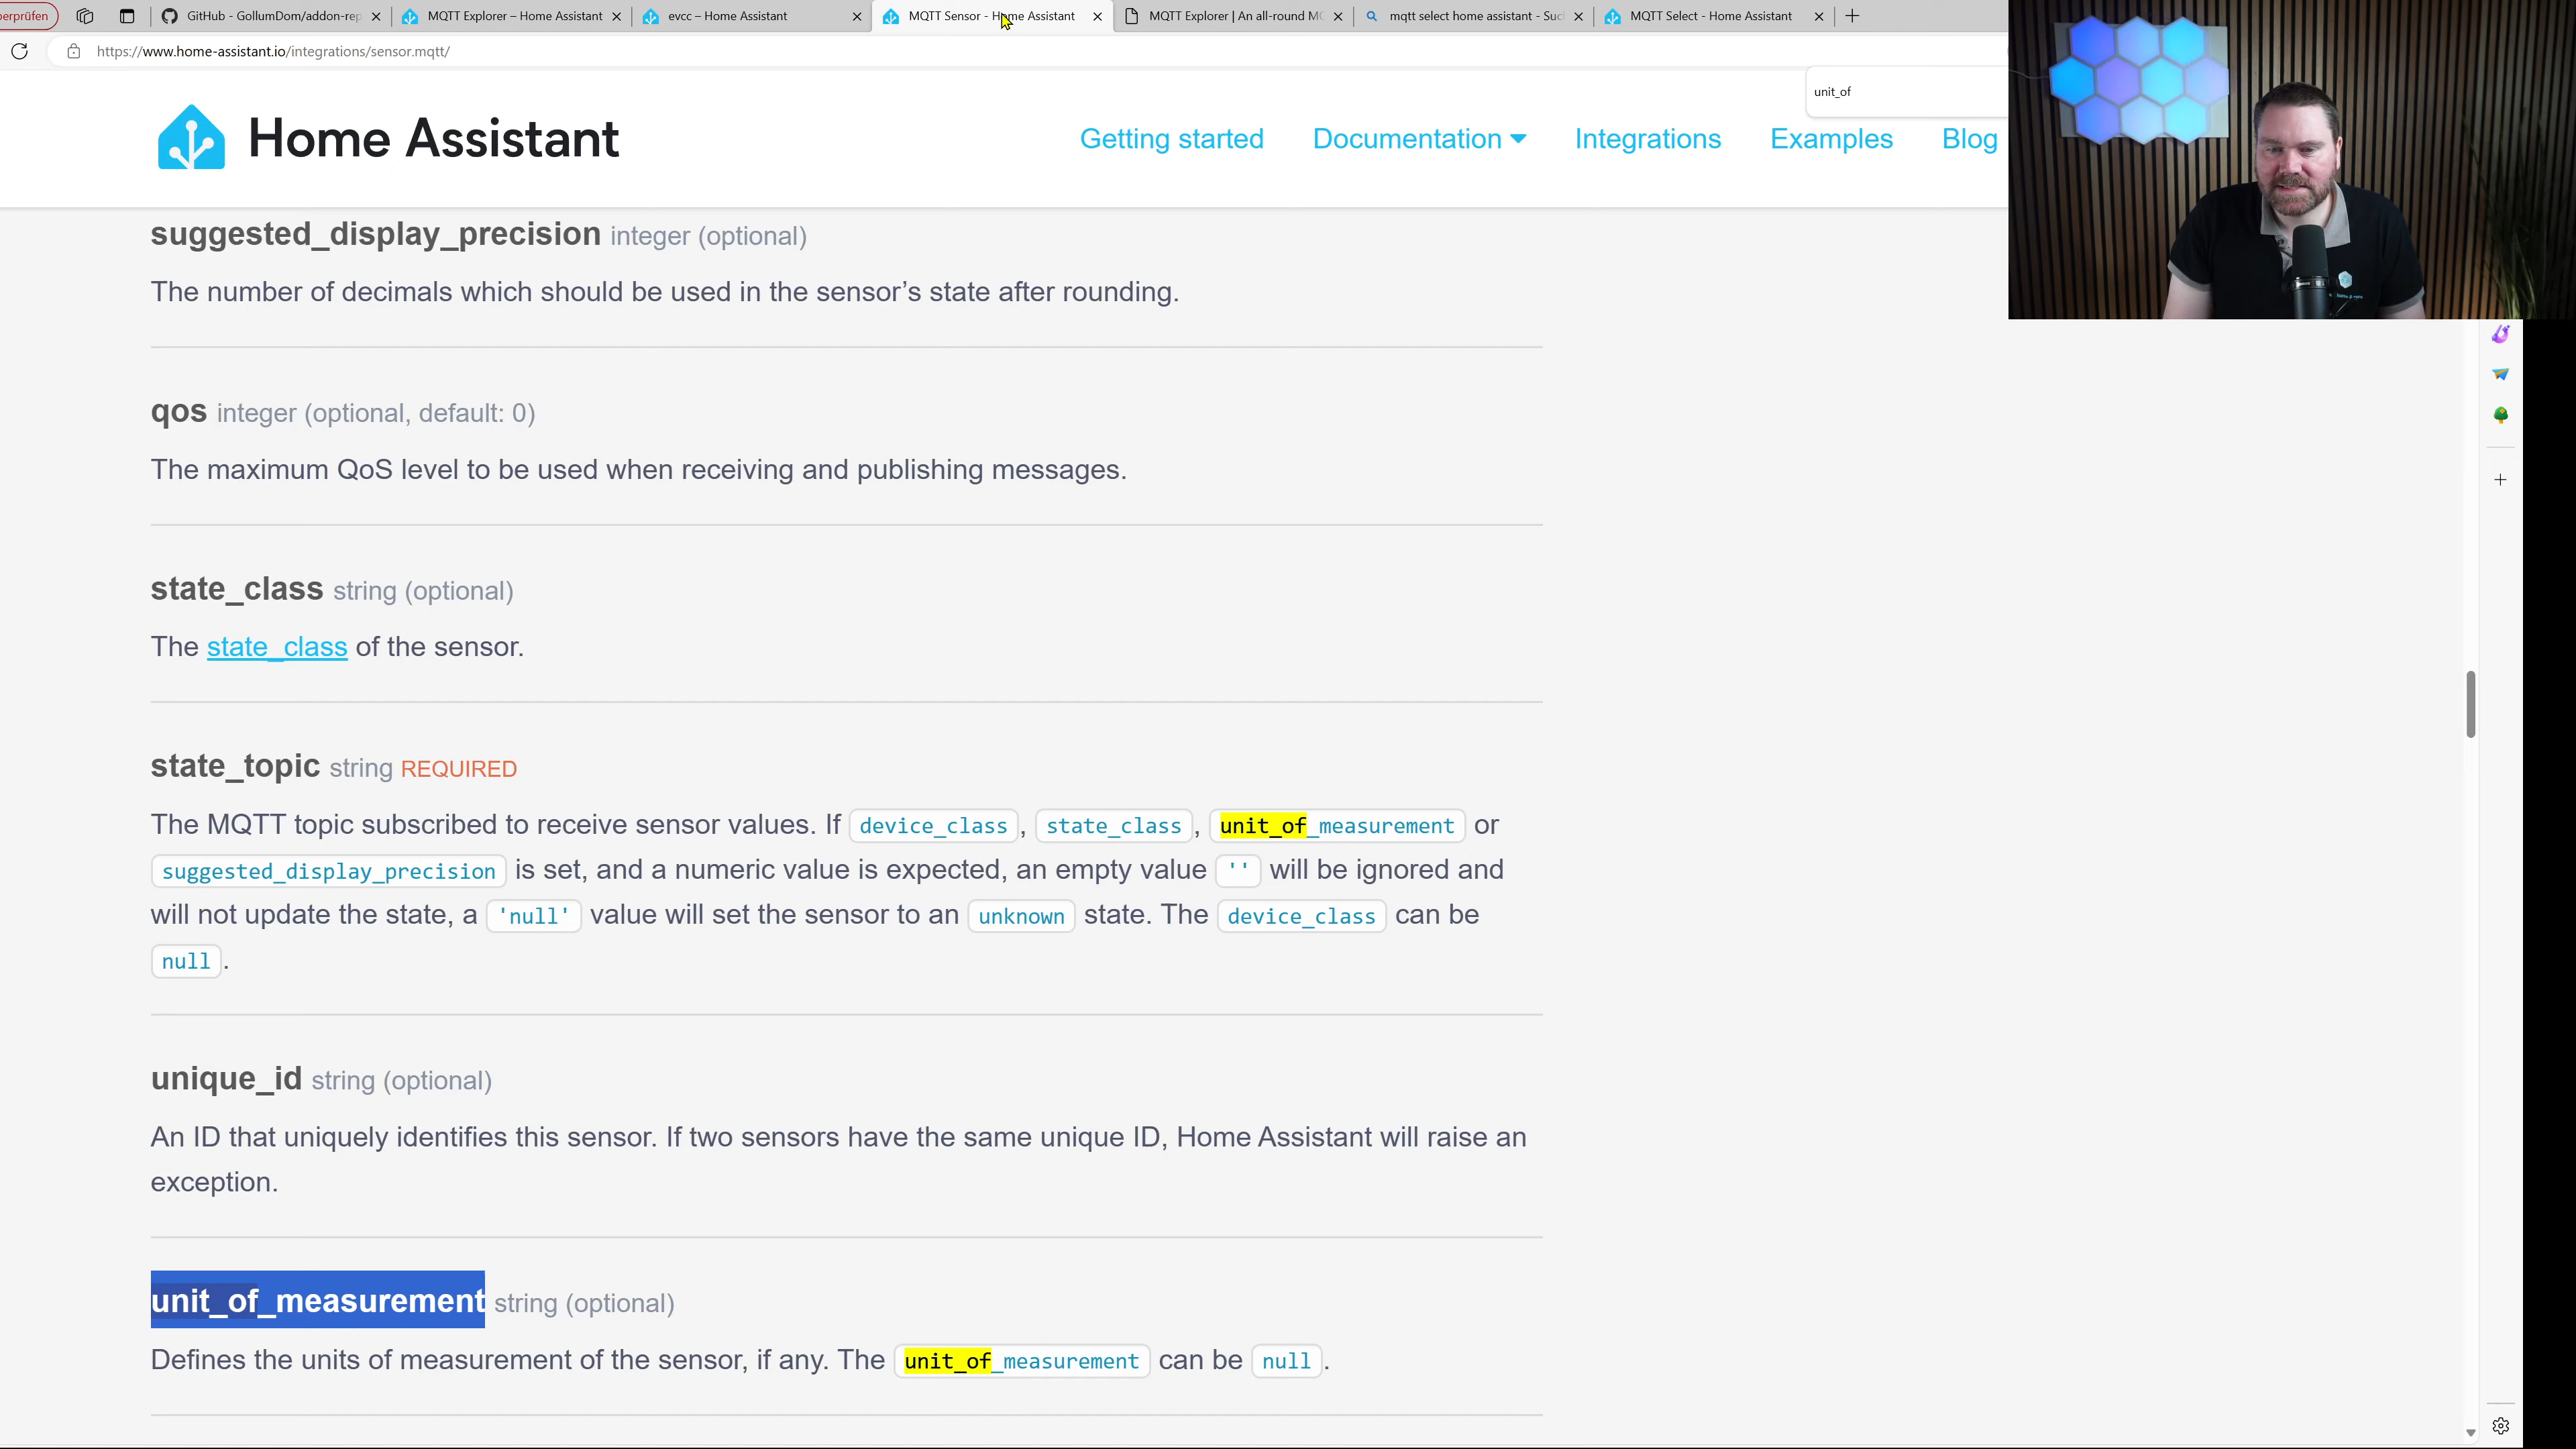 erprüfen
GitHub - GollumDom/addon-rep
MQTT Explorer – Home Assistant
evcc – Home Assistant
MQTT Sensor - Home Assistant
MQTT Explorer | An all-round MQ
mqtt select home assistant - Suc
MQTT Select - Home Assistant
https://www.home-assistant.io/integrations/sensor.mqtt/
unit_of
Home Assistant
Getting started
Documentation
Integrations
Examples
Blog
suggested_display_precision integer (optional)
The number of decimals which should be used in the sensor’s state after rounding.
qos integer (optional, default: 0)
The maximum QoS level to be used when receiving and publishing messages.
state_class string (optional)
The state_class of the sensor.
state_topic string REQUIRED
The MQTT topic subscribed to receive sensor values. If device_class, state_class, unit_of_measurement or
suggested_display_precision is set, and a numeric value is expected, an empty value '' will be ignored and
will not update the state, a 'null' value will set the sensor to an unknown state. The device_class can be
null.
unique_id string (optional)
An ID that uniquely identifies this sensor. If two sensors have the same unique ID, Home Assistant will raise an
exception.
unit_of_measurement string (optional)
Defines the units of measurement of the sensor, if any. The unit_of_measurement can be null.